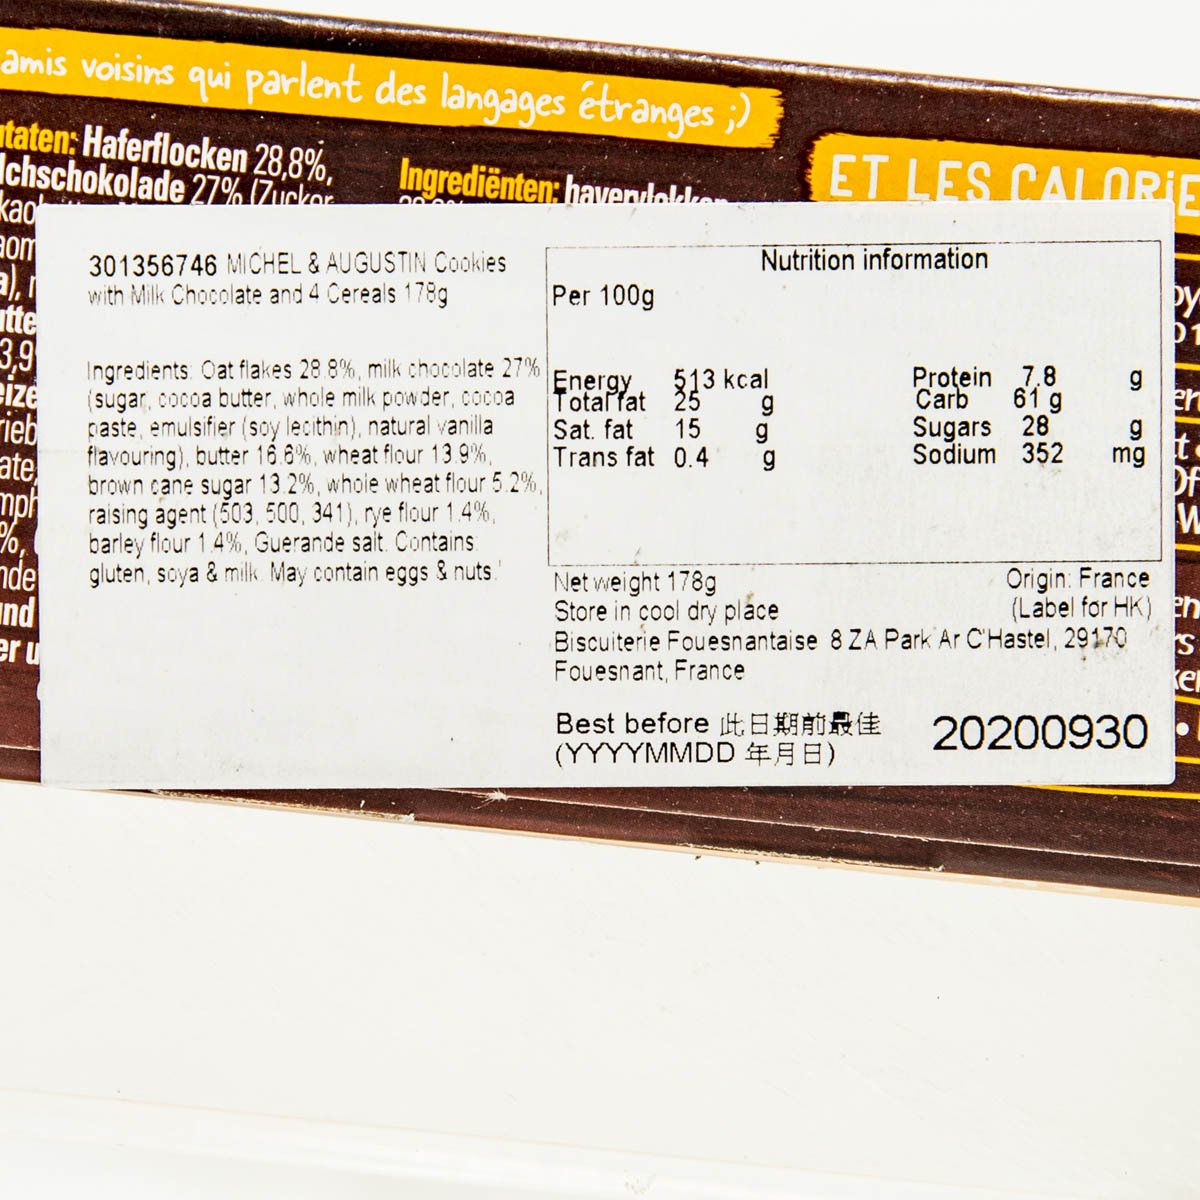 amis voisins qui parlent des langages étranges ;)
Haferflocken 28,8%,
27% (Zucker
Ingrediënten: havervlokken
ET LES CALORiE
301356746 MICHEL & AUGUSTIN Cookies
with Milk Chocolate and 4 Cereals 178g
Ingredients: Oat flakes 28.8%, milk chocolate 27%
(sugar, cocoa butter, whole milk powder, cocoa
paste, emulsifier (soy lecithin), natural vanilla
flavouring), butter 16.6%, wheat flour 13.9%,
brown cane sugar 13.2%, whole wheat flour 5.2%,
raising agent (503, 500, 341), rye flour 1.4%,
barley flour 1.4%, Guerande salt. Contains:
gluten, soya & milk. May contain eggs & nuts.'
Nutrition information
Per 100g
Energy 513 kcal Protein 7.8 g
Total fat 25 g Carb 61 g
Sat. fat 15 g Sugars 28 g
Trans fat 0.4 g Sodium 352 mg
Net weight 178g Origin: France
Store in cool dry place (Label for HK)
Biscuiterie Fouesnantaise 8 ZA Park Ar C'Hastel, 29170
Fouesnant, France
Best before 此日期前最佳 20200930
(YYYYMMDD 年月日)